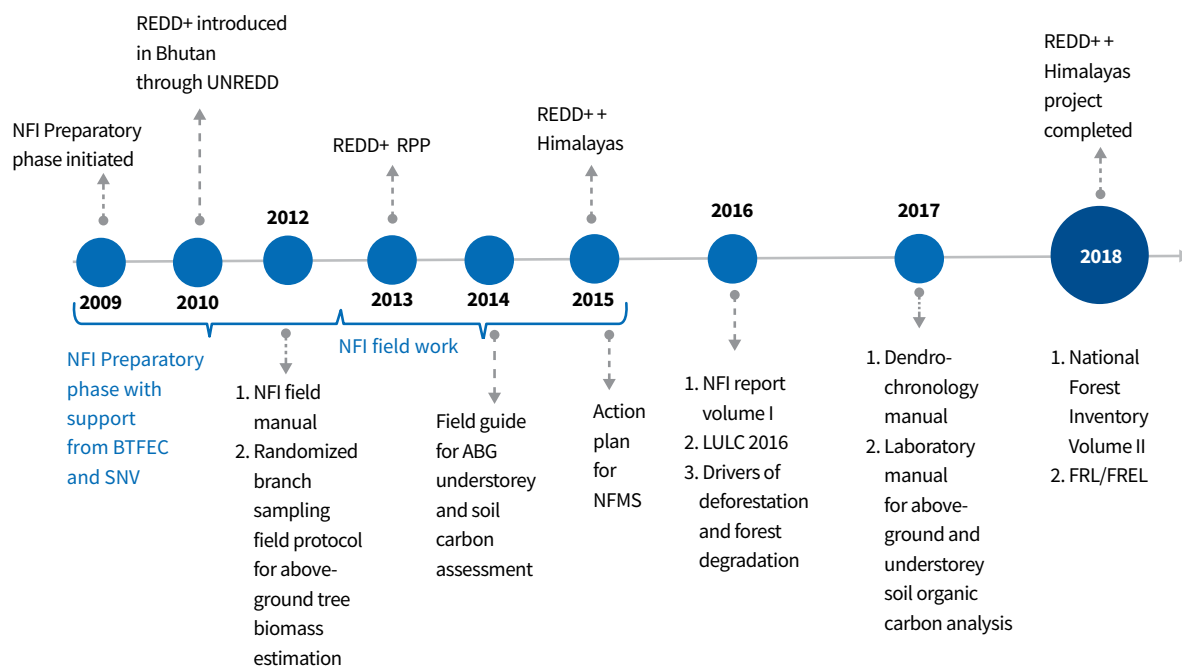 REDD+ introduced
in Bhutan
through UNREDD
NFI Preparatory
phase initiated
REDD+ RPP
REDD+ +
Himalayas
REDD+ +
Himalayas
project
completed
2009
2010
2012
2013
2014
2015
2016
2017
2018
NFI Preparatory
phase with
support
from BTFEC
and SNV
NFI field work
1. NFI field
manual
2. Randomized
branch
sampling
field protocol
for above-
ground tree
biomass
estimation
Field guide
for ABG
understorey
and soil
carbon
assessment
Action
plan
for
NFMS
1. NFI report
volume I
2. LULC 2016
3. Drivers of
deforestation
and forest
degradation
1. Dendro-
chronology
manual
2. Laboratory
manual
for above-
ground and
understorey
soil organic
carbon analysis
1. National
Forest
Inventory
Volume II
2. FRL/FREL